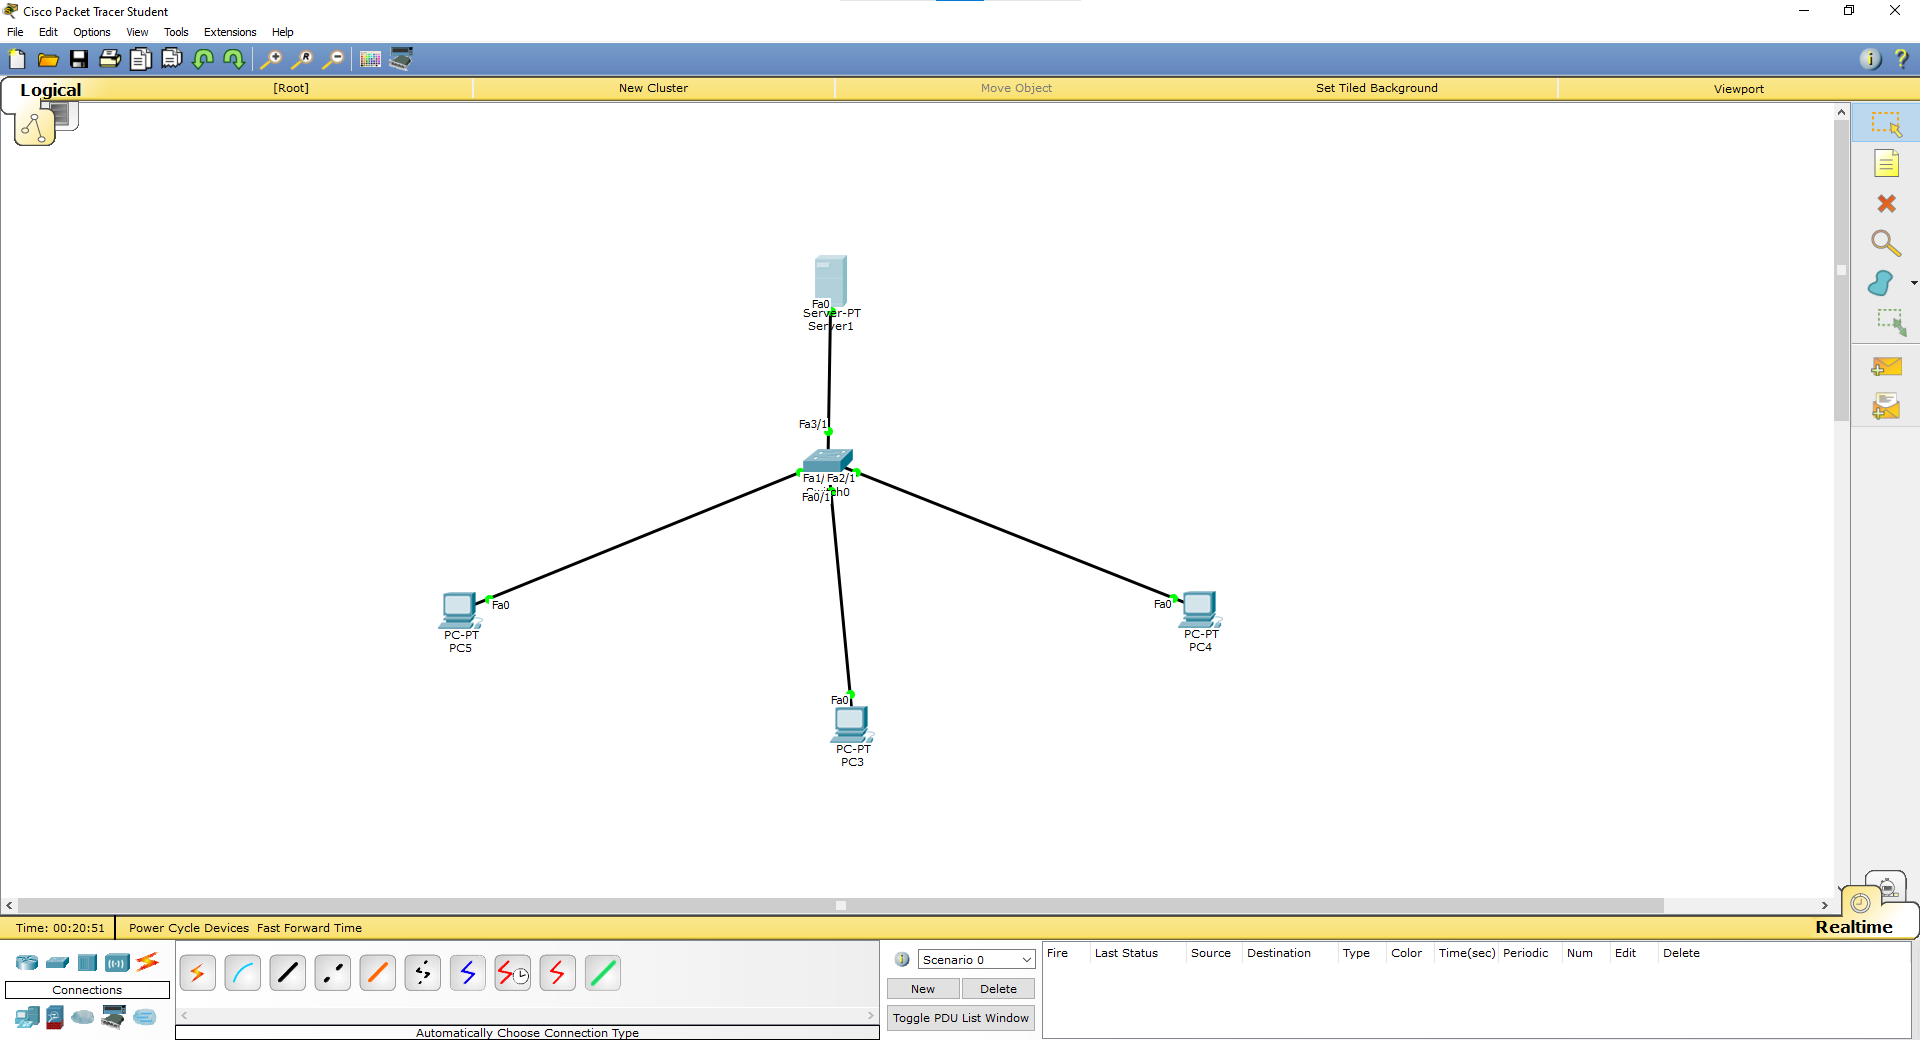 Cisco Packet Tracer Student
File Edit Options View Tools Extensions Help
Logical [Root] New Cluster Move Object Set Tiled Background Viewport
Fa0
Server-PT
Server1
Fa3/1
Fa1/ Fa2/1
Fa0/1
Fa0
PC-PT
PC5
Fa0
PC-PT
PC4
Fa0
PC-PT
PC3
Time: 00:20:51 Power Cycle Devices Fast Forward Time
Realtime
Connections
Automatically Choose Connection Type
Scenario 0
New Delete
Toggle PDU List Window
Fire Last Status Source Destination Type Color Time(sec) Periodic Num Edit Delete